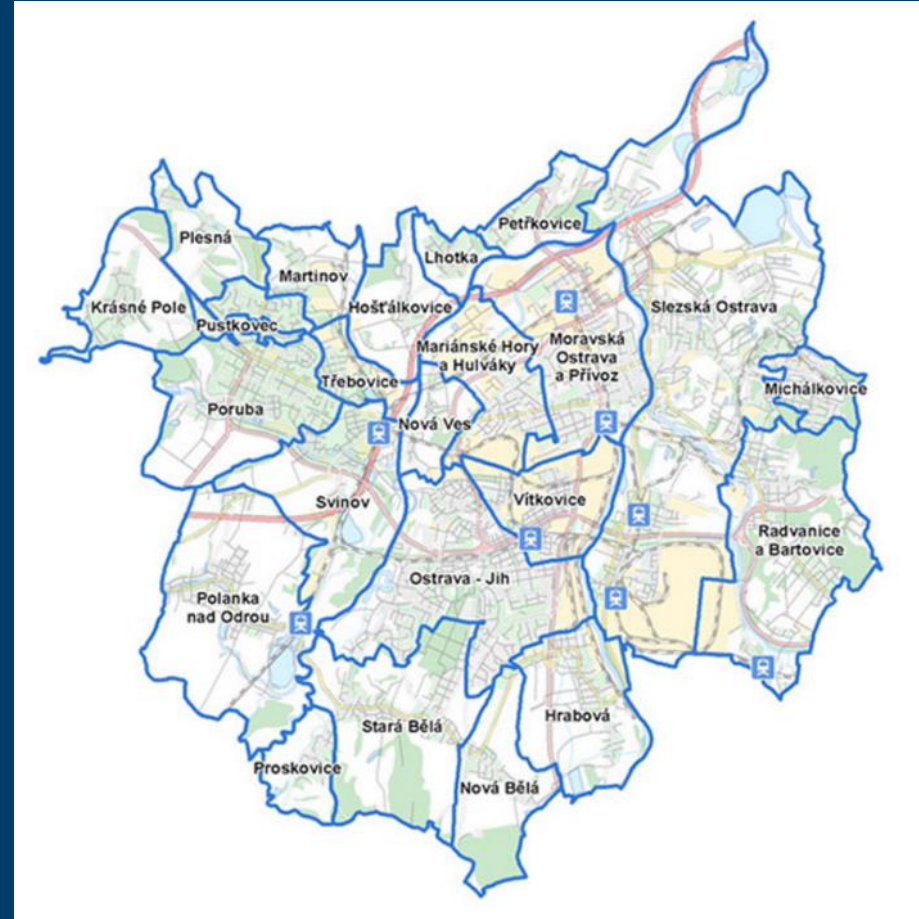 Petřkovice
Plesná
Lhotka
Martinov
Krásné Pole
Hošťálkovice
Slezská Ostrava
Pustkovec
Mariánské Hory
a Hulváky
Moravská
Ostrava
a Přívoz
Třebovice
Michálkovice
Poruba
Nová Ves
Svinov
Vítkovice
Radvanice
a Bartovice
Ostrava - Jih
Polanka
nad Odrou
Hrabová
Stará Bělá
Proskovice
Nová Bělá